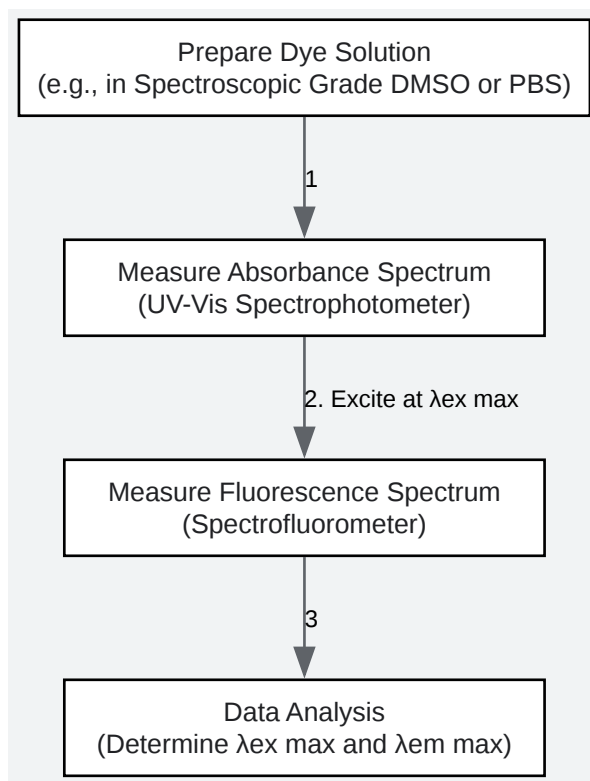 Prepare Dye Solution
(e.g., in Spectroscopic Grade DMSO or PBS)
1
Measure Absorbance Spectrum
(UV-Vis Spectrophotometer)
2. Excite at λex max
Measure Fluorescence Spectrum
(Spectrofluorometer)
3
Data Analysis
(Determine λex max and λem max)